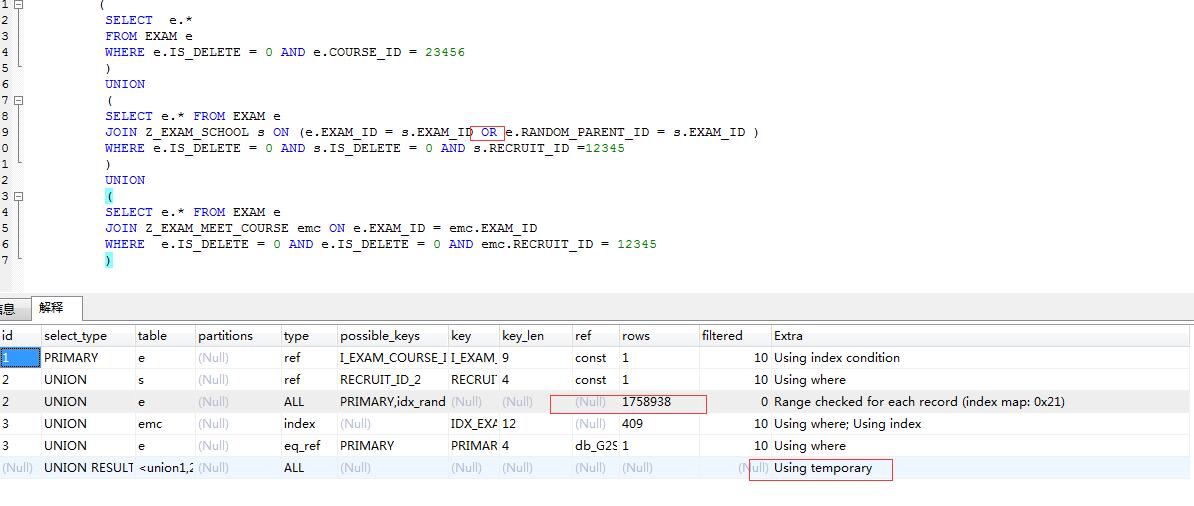 1 (
2 SELECT e.*
3 FROM EXAM e
4 WHERE e.IS_DELETE = 0 AND e.COURSE_ID = 23456
5 )
6 UNION
7 (
8 SELECT e.* FROM EXAM e
9 JOIN Z_EXAM_SCHOOL s ON (e.EXAM_ID = s.EXAM_ID OR e.RANDOM_PARENT_ID = s.EXAM_ID )
0 WHERE e.IS_DELETE = 0 AND s.IS_DELETE = 0 AND s.RECRUIT_ID =12345
1 )
2 UNION
3 (
4 SELECT e.* FROM EXAM e
5 JOIN Z_EXAM_MEET_COURSE emc ON e.EXAM_ID = emc.EXAM_ID
6 WHERE e.IS_DELETE = 0 AND e.IS_DELETE = 0 AND emc.RECRUIT_ID = 12345
7 )
息 解释
id select_type table partitions type possible_keys key key_len ref rows filtered Extra
1 PRIMARY e (Null) ref I_EXAM_COURSE_I I_EXAM_ 9 const 1 10 Using index condition
2 UNION s (Null) ref RECRUIT_ID_2 RECRUI 4 const 1 10 Using where
2 UNION e (Null) ALL PRIMARY,idx_rand (Null) (Null) (Null) 1758938 0 Range checked for each record (index map: 0x21)
3 UNION emc (Null) index (Null) IDX_EXA 12 (Null) 409 10 Using where; Using index
3 UNION e (Null) eq_ref PRIMARY PRIMAR 4 db_G2S 1 10 Using where
(Null) UNION RESULT <union1,2 (Null) ALL (Null) (Null) (Null) (Null) (Null) (Null) Using temporary